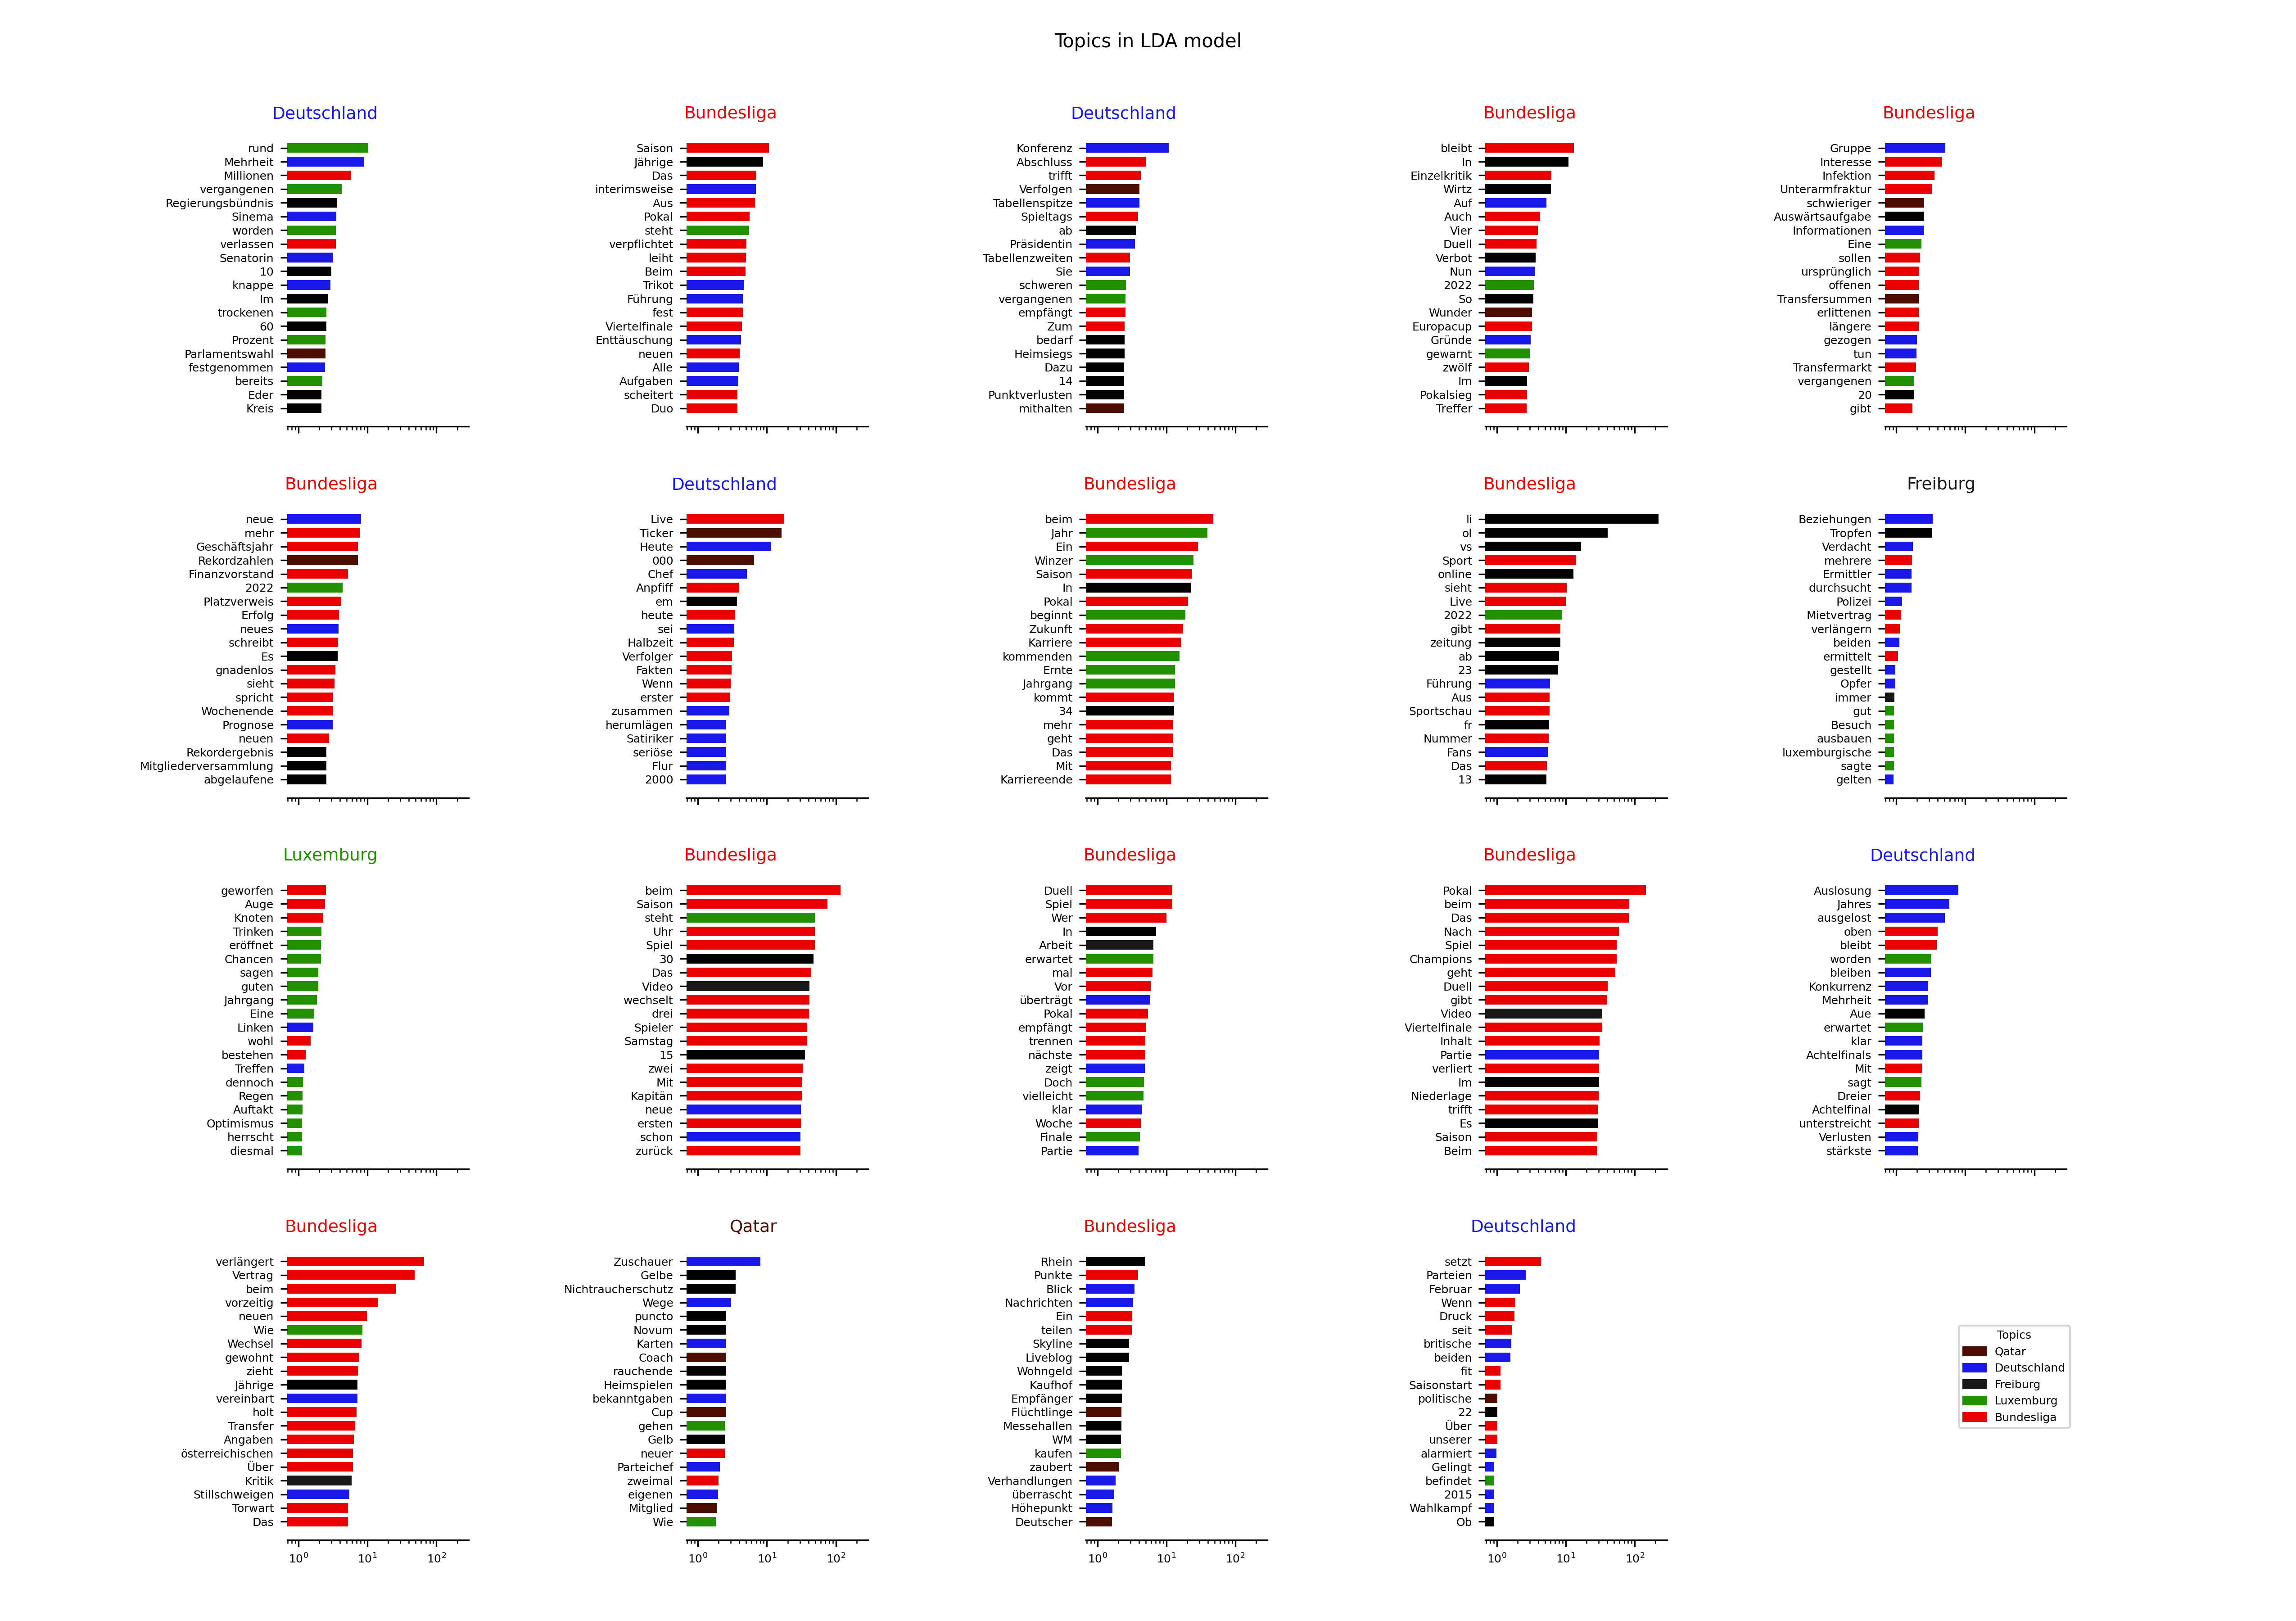 Topics in LDA model
Deutschland
rund
Mehrheit
Millionen
vergangenen
Regierungsbündnis
Sinema
worden
verlassen
Senatorin
10
knappe
Im
trockenen
60
Prozent
Parlamentswahl
festgenommen
bereits
Eder
Kreis
Bundesliga
Saison
Jährige
Das
interimsweise
Aus
Pokal
steht
verpflichtet
leiht
Beim
Trikot
Führung
fest
Viertelfinale
Enttäuschung
neuen
Alle
Aufgaben
scheitert
Duo
Deutschland
Konferenz
Abschluss
trifft
Verfolgen
Tabellenspitze
Spieltags
ab
Präsidentin
Tabellenzweiten
Sie
schweren
vergangenen
empfängt
Zum
bedarf
Heimsiegs
Dazu
14
Punktverlusten
mithalten
Bundesliga
bleibt
In
Einzelkritik
Wirtz
Auf
Auch
Vier
Duell
Verbot
Nun
2022
So
Wunder
Europacup
Gründe
gewarnt
zwölf
Im
Pokalsieg
Treffer
Bundesliga
Gruppe
Interesse
Infektion
Unterarmfraktur
schwieriger
Auswärtsaufgabe
Informationen
Eine
sollen
ursprünglich
offenen
Transfersummen
erlittenen
längere
gezogen
tun
Transfermarkt
vergangenen
20
gibt
Bundesliga
neue
mehr
Geschäftsjahr
Rekordzahlen
Finanzvorstand
2022
Platzverweis
Erfolg
neues
schreibt
Es
gnadenlos
sieht
spricht
Wochenende
Prognose
neuen
Rekordergebnis
Mitgliederversammlung
abgelaufene
Deutschland
Live
Ticker
Heute
000
Chef
Anpfiff
em
heute
sei
Halbzeit
Verfolger
Fakten
Wenn
erster
zusammen
herumlägen
Satiriker
seriöse
Flur
2000
Bundesliga
beim
Jahr
Ein
Winzer
Saison
In
Pokal
beginnt
Zukunft
Karriere
kommenden
Ernte
Jahrgang
kommt
34
mehr
geht
Das
Mit
Karriereende
Bundesliga
li
ol
vs
Sport
online
sieht
Live
2022
gibt
zeitung
ab
23
Führung
Aus
Sportschau
fr
Nummer
Fans
Das
13
Freiburg
Beziehungen
Tropfen
Verdacht
mehrere
Ermittler
durchsucht
Polizei
Mietvertrag
verlängern
beiden
ermittelt
gestellt
Opfer
immer
gut
Besuch
ausbauen
luxemburgische
sagte
gelten
Luxemburg
geworfen
Auge
Knoten
Trinken
eröffnet
Chancen
sagen
guten
Jahrgang
Eine
Linken
wohl
bestehen
Treffen
dennoch
Regen
Auftakt
Optimismus
herrscht
diesmal
Bundesliga
beim
Saison
steht
Uhr
Spiel
30
Das
Video
wechselt
drei
Spieler
Samstag
15
zwei
Mit
Kapitän
neue
ersten
schon
zurück
Bundesliga
Duell
Spiel
Wer
In
Arbeit
erwartet
mal
Vor
überträgt
Pokal
empfängt
trennen
nächste
zeigt
Doch
vielleicht
klar
Woche
Finale
Partie
Bundesliga
Pokal
beim
Das
Nach
Spiel
Champions
geht
Duell
gibt
Video
Viertelfinale
Inhalt
Partie
verliert
Im
Niederlage
trifft
Es
Saison
Beim
Deutschland
Auslosung
Jahres
ausgelost
oben
bleibt
worden
bleiben
Konkurrenz
Mehrheit
Aue
erwartet
klar
Achtelfinals
Mit
sagt
Dreier
Achtelfinal
unterstreicht
Verlusten
stärkste
Bundesliga
verlängert
Vertrag
beim
vorzeitig
neuen
Wie
Wechsel
gewohnt
zieht
Jährige
vereinbart
holt
Transfer
Angaben
österreichischen
Über
Kritik
Stillschweigen
Torwart
Das
10⁰ 10¹ 10²
Qatar
Zuschauer
Gelbe
Nichtraucherschutz
Wege
puncto
Novum
Karten
Coach
rauchende
Heimspielen
bekanntgaben
Cup
gehen
Gelb
neuer
Parteichef
zweimal
eigenen
Mitglied
Wie
10⁰ 10¹ 10²
Bundesliga
Rhein
Punkte
Blick
Nachrichten
Ein
teilen
Skyline
Liveblog
Wohngeld
Kaufhof
Empfänger
Flüchtlinge
Messehallen
WM
kaufen
zaubert
Verhandlungen
überrascht
Höhepunkt
Deutscher
10⁰ 10¹ 10²
Deutschland
setzt
Parteien
Februar
Wenn
Druck
seit
britische
beiden
fit
Saisonstart
politische
22
Über
unserer
alarmiert
Gelingt
befindet
2015
Wahlkampf
Ob
10⁰ 10¹ 10²
Topics
Qatar
Deutschland
Freiburg
Luxemburg
Bundesliga